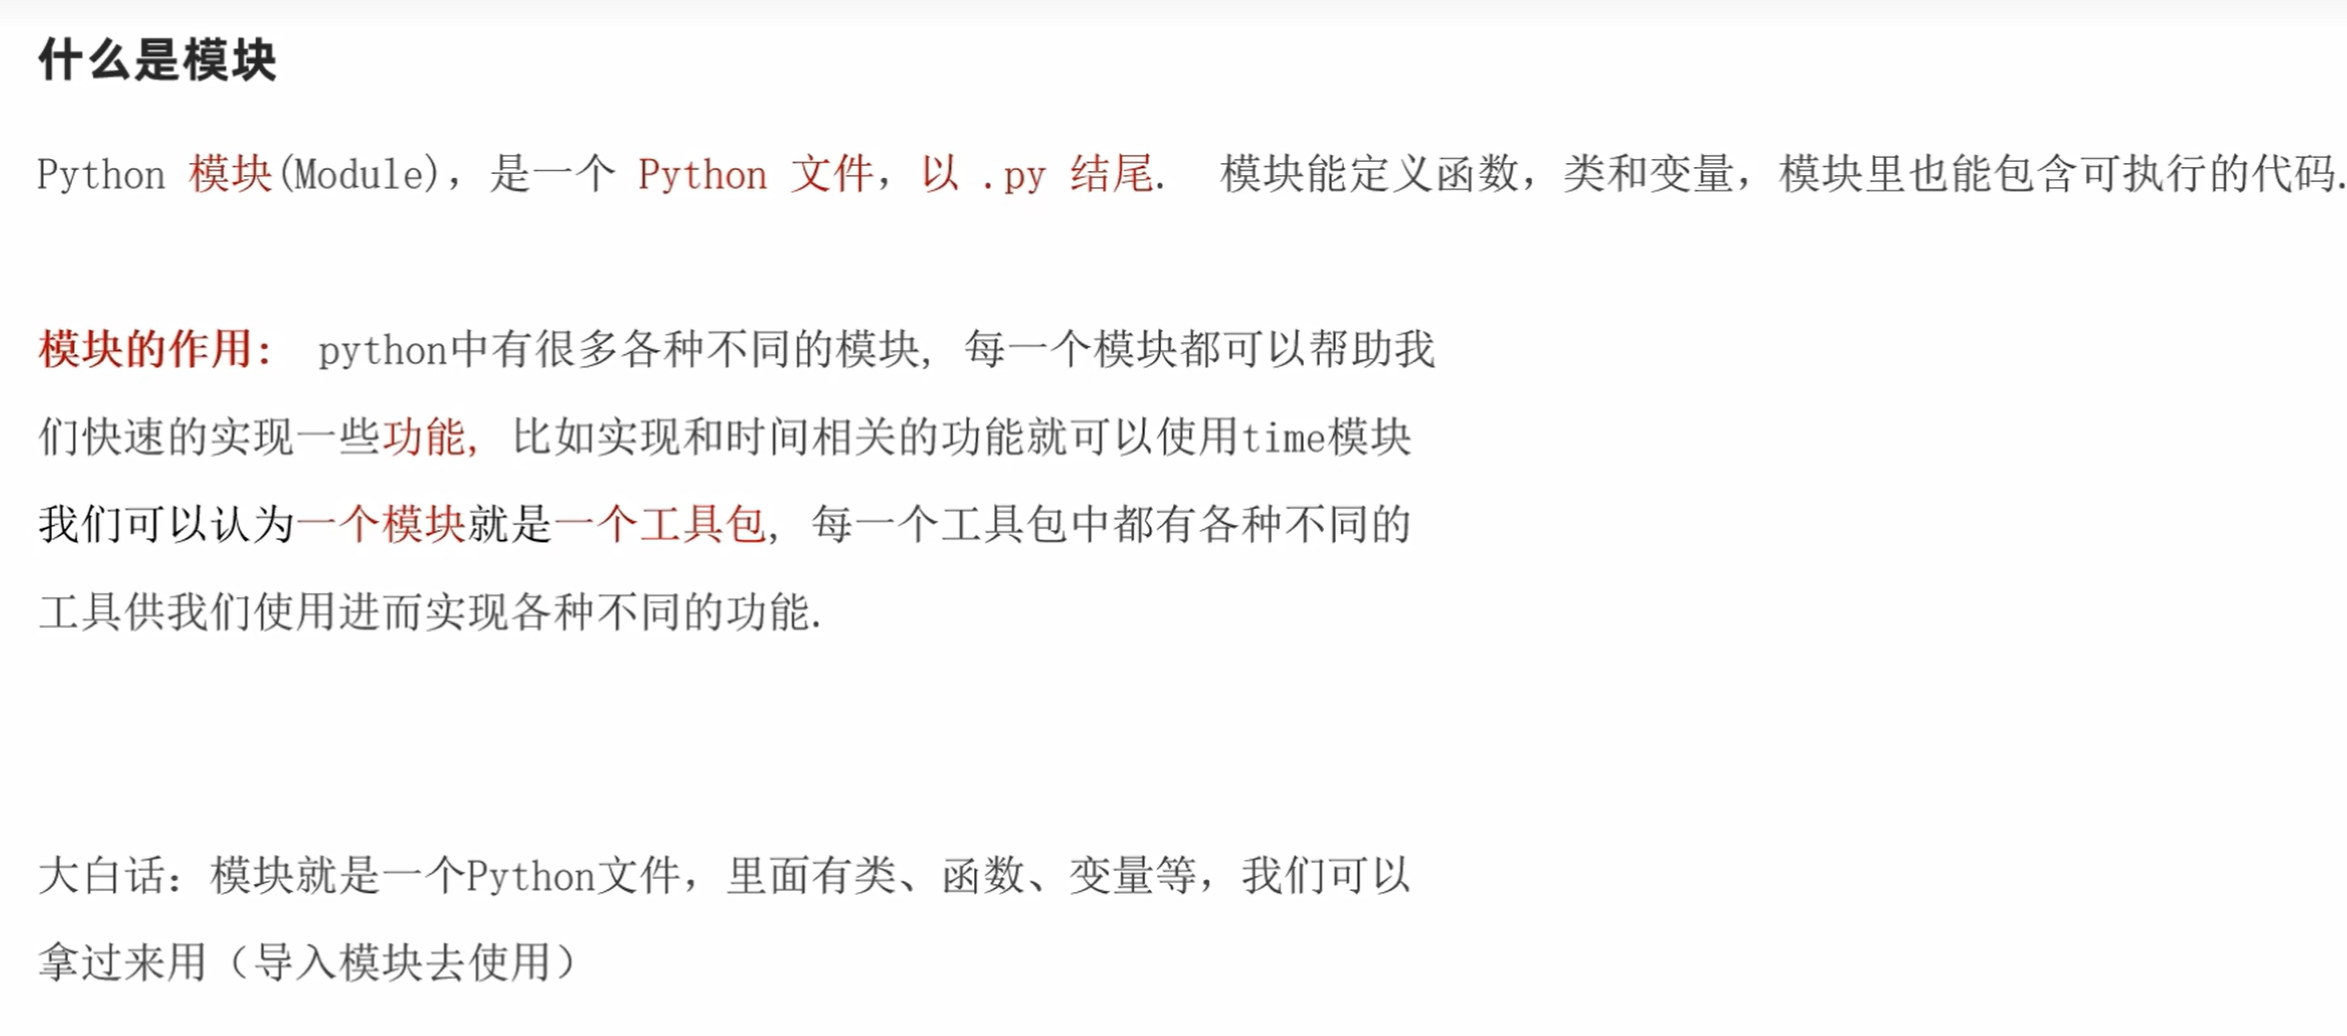 什么是模块
Python 模块(Module)，是一个 Python 文件，以 .py 结尾.  模块能定义函数，类和变量，模块里也能包含可执行的代码.
模块的作用： python中有很多各种不同的模块, 每一个模块都可以帮助我
们快速的实现一些功能, 比如实现和时间相关的功能就可以使用time模块
我们可以认为一个模块就是一个工具包, 每一个工具包中都有各种不同的
工具供我们使用进而实现各种不同的功能.
大白话：模块就是一个Python文件，里面有类、函数、变量等，我们可以
拿过来用（导入模块去使用）